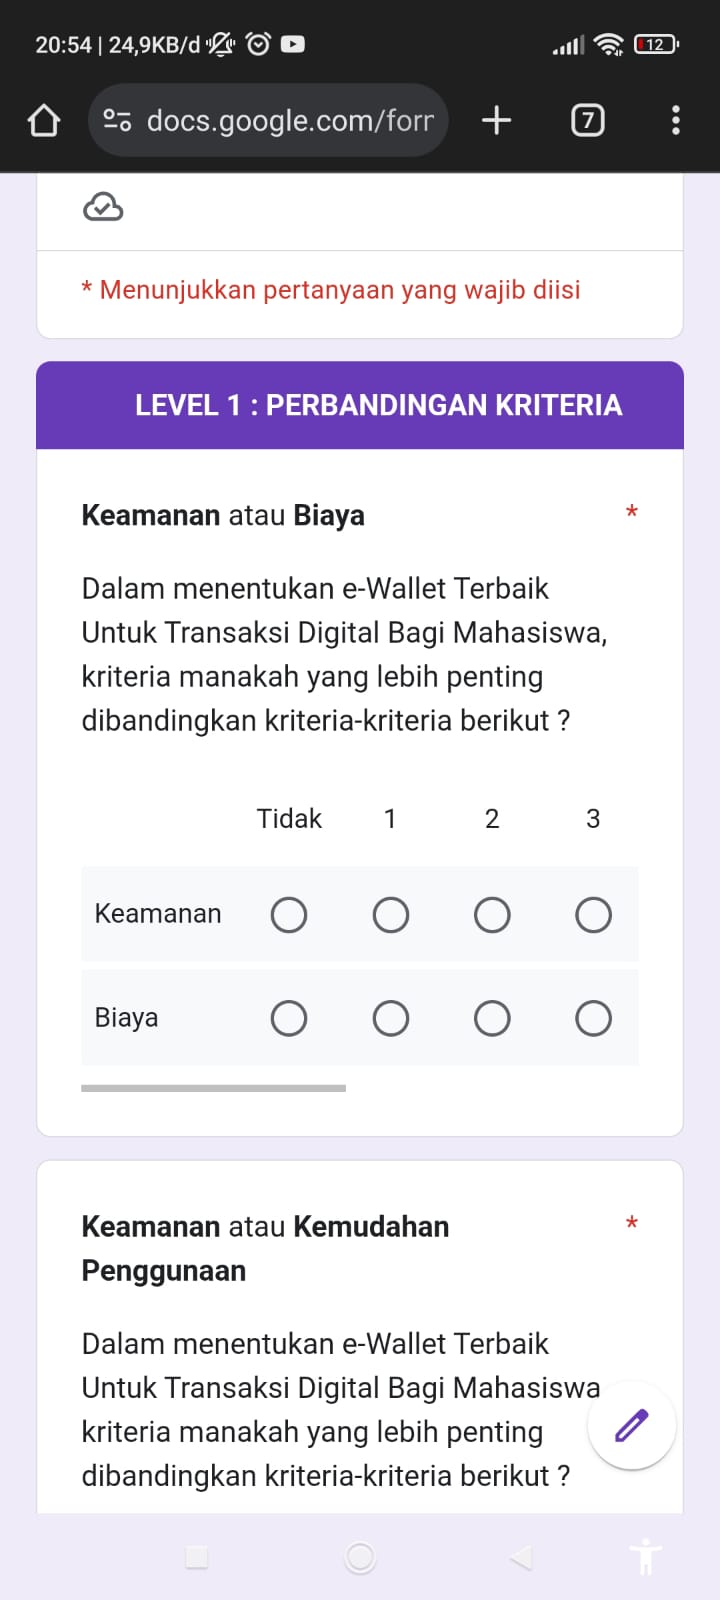 20:54 | 24,9KB/d
12
docs.google.com/forr
7
* Menunjukkan pertanyaan yang wajib diisi
LEVEL 1 : PERBANDINGAN KRITERIA
Keamanan atau Biaya *
Dalam menentukan e-Wallet Terbaik
Untuk Transaksi Digital Bagi Mahasiswa,
kriteria manakah yang lebih penting
dibandingkan kriteria-kriteria berikut ?
Tidak 1 2 3
Keamanan
Biaya
Keamanan atau Kemudahan *
Penggunaan
Dalam menentukan e-Wallet Terbaik
Untuk Transaksi Digital Bagi Mahasiswa
kriteria manakah yang lebih penting
dibandingkan kriteria-kriteria berikut ?